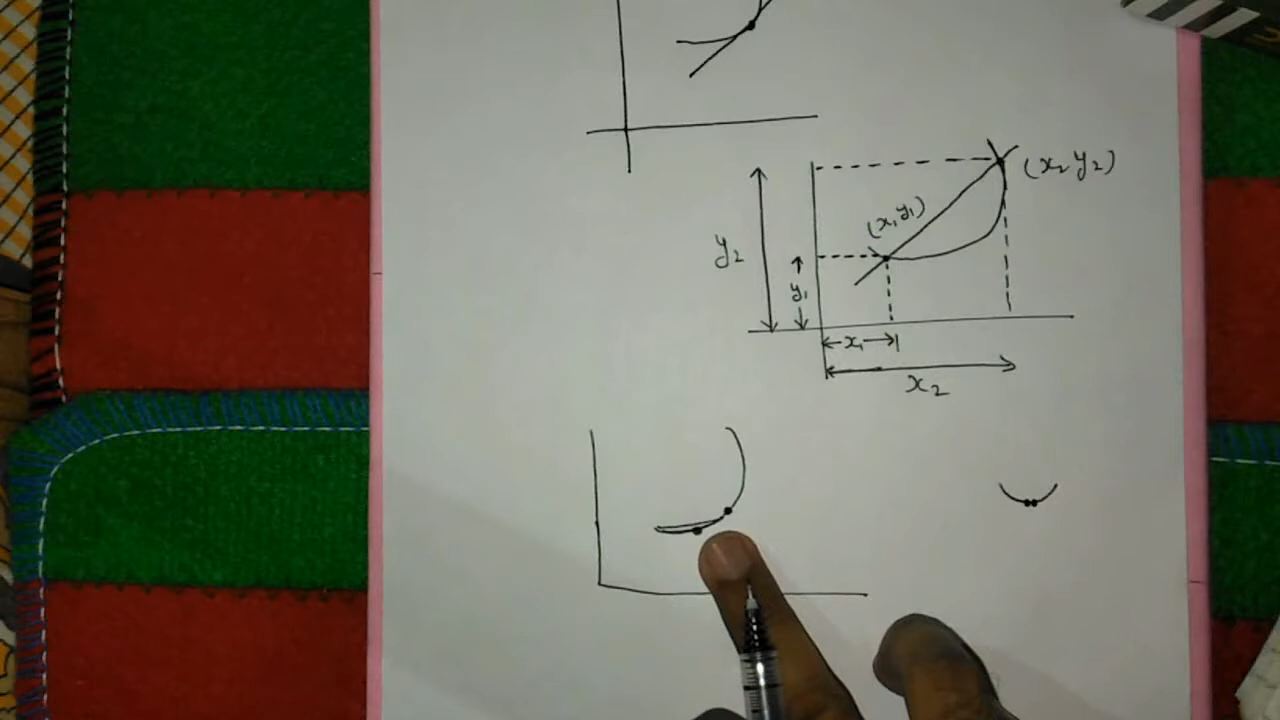 (x₂ y₂)
(x₁ y₁)
y₂
y₁
x₁
x₂